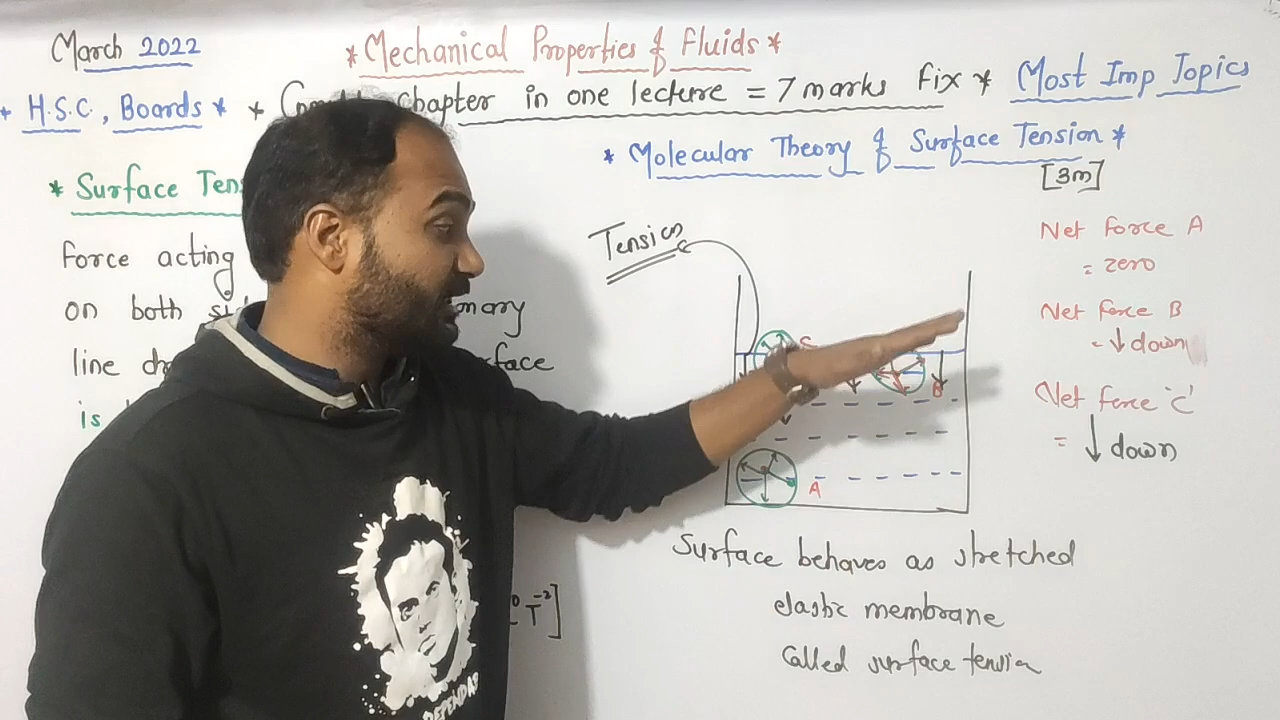 March 2022
* Mechanical Properties of Fluids *
* H.S.C., Boards *
* chapter in one lecture = 7 marks Fix *
Most Imp Topics
* Surface Ten
Force acting
on both
line
is
* Molecular Theory of Surface Tension *
[3m]
Tension
C
B
A
Net Force A
= zero
Net force B
= ↓ down
Net force 'C'
= ↓ down
Surface behaves as stretched
elastic membrane
Called surface tension
T⁻²]
DEPENDAB